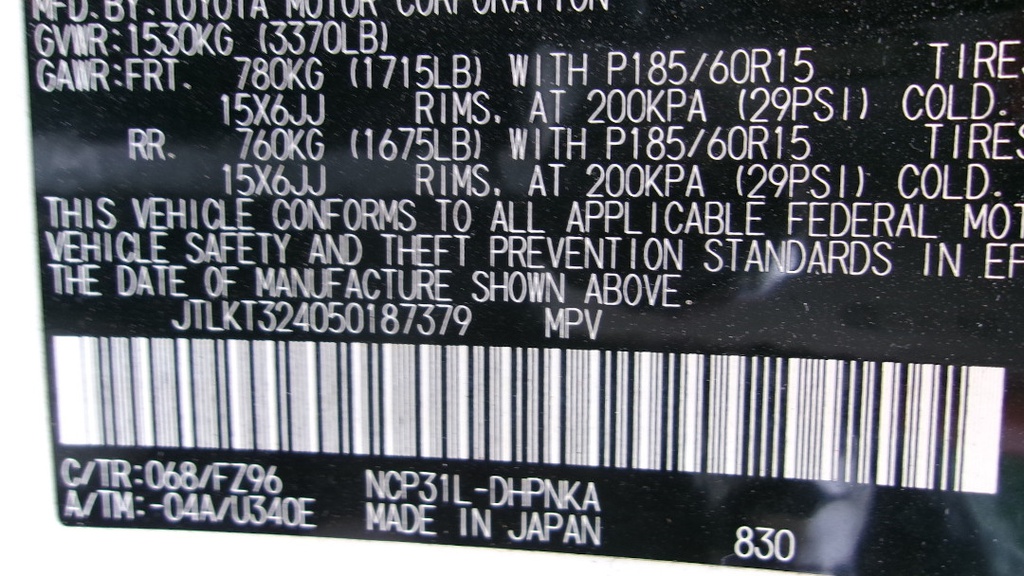 MFD.BY:TOYOTA MOTOR CORPORATION
GVWR:1530KG (3370LB)
GAWR:FRT. 780KG (1715LB) WITH P185/60R15 TIRE
15X6JJ RIMS, AT 200KPA (29PSI) COLD.
RR. 760KG (1675LB) WITH P185/60R15 TIRES
15X6JJ RIMS, AT 200KPA (29PSI) COLD.
THIS VEHICLE CONFORMS TO ALL APPLICABLE FEDERAL MOT
VEHICLE SAFETY AND THEFT PREVENTION STANDARDS IN EF
THE DATE OF MANUFACTURE SHOWN ABOVE.
JTLKT324050187379 MPV
C/TR:068/FZ96 NCP31L-DHPNKA
A/TM:-04A/U340E MADE IN JAPAN
830